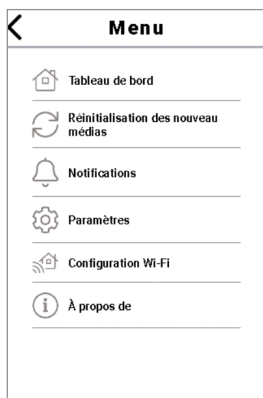 Menu
Tableau de bord
Réinitialisation des nouveau
médias
Notifications
Paramètres
Configuration Wi-Fi
À propos de